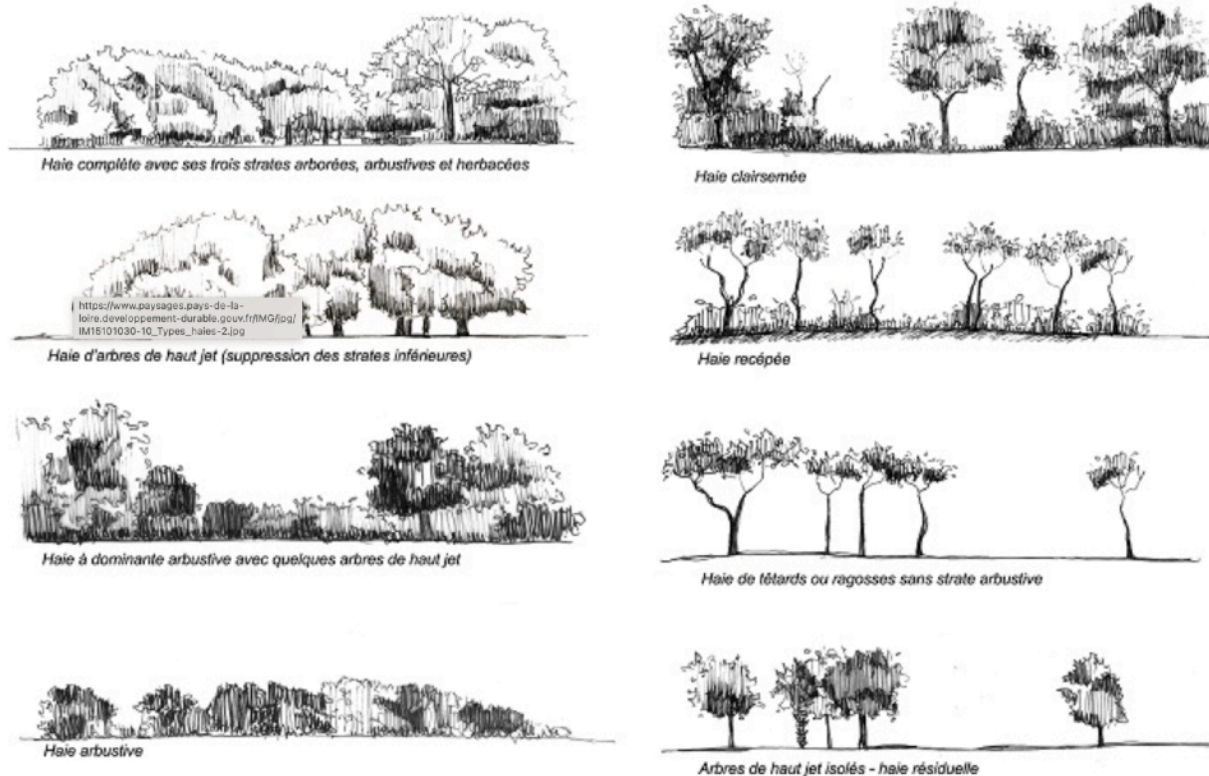 Haie complète avec ses trois strates arborées, arbustives et herbacées
https://www.paysages.pays-de-la-
loire.developpement-durable.gouv.fr/IMG/jpg/
IM15101030-10_Types_haies-2.jpg
Haie d'arbres de haut jet (suppression des strates inférieures)
Haie à dominante arbustive avec quelques arbres de haut jet
Haie arbustive
Haie clairsemée
Haie recépée
Haie de têtards ou ragosses sans strate arbustive
Arbres de haut jet isolés - haie résiduelle